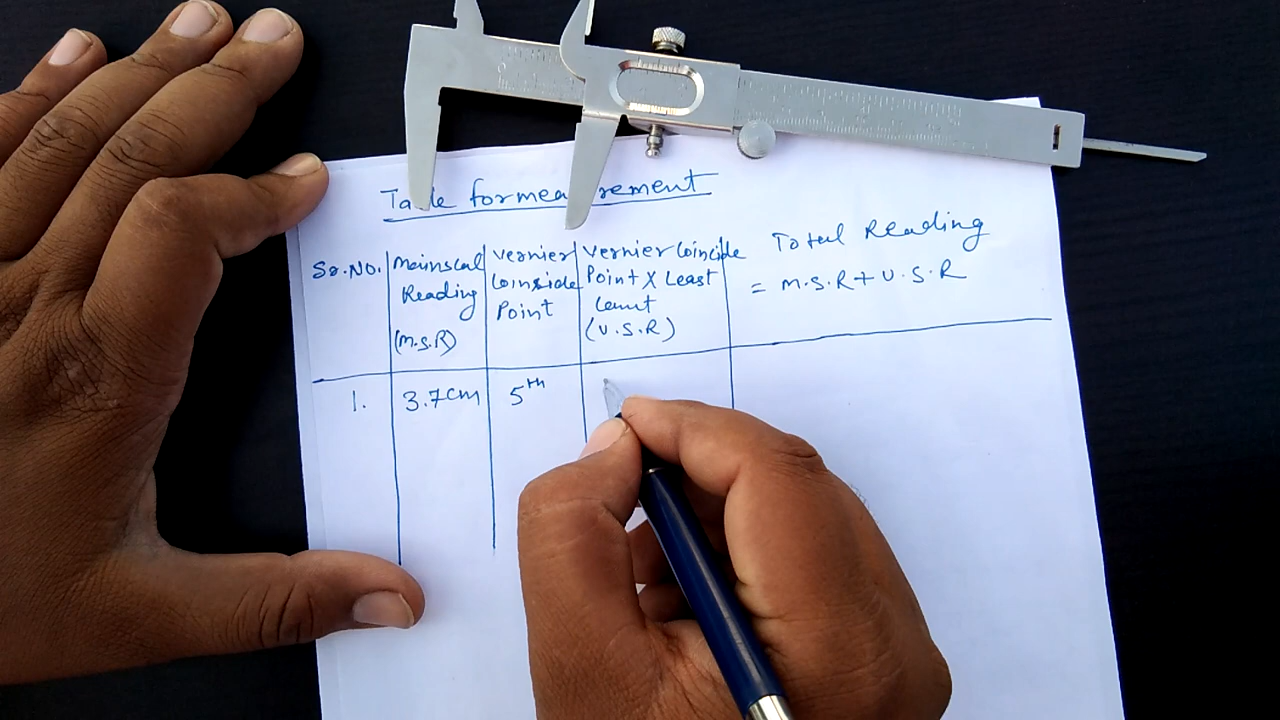 Table for measurement
Sr.No.
mainscal
Reading
(m.s.R)
Vernier
Coinside
Point
Vernier Coincide
Point X Least
Count
(V.S.R)
Total Reading
= M.S.R + V.S.R
1.
3.7cm
5th